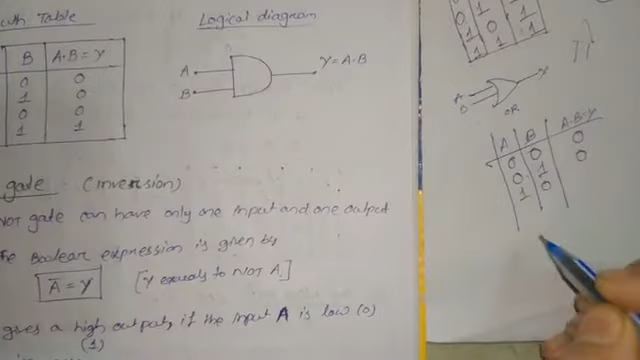 Table
Logical diagram
B A·B=Y
0 0
1 0
0 0
1 1
A
B
Y=A·B
gate: (Inversion)
NOT gate can have only one input and one output
Boolean expression is given by
Ā = Y [Y equals to NOT A.]
gives a high output, if the input A is low (0)
(1)
1
0 1
1 0 1
1 1 1
Y
OR
A B A·B=Y
0 0 0
0 1 0
1 0